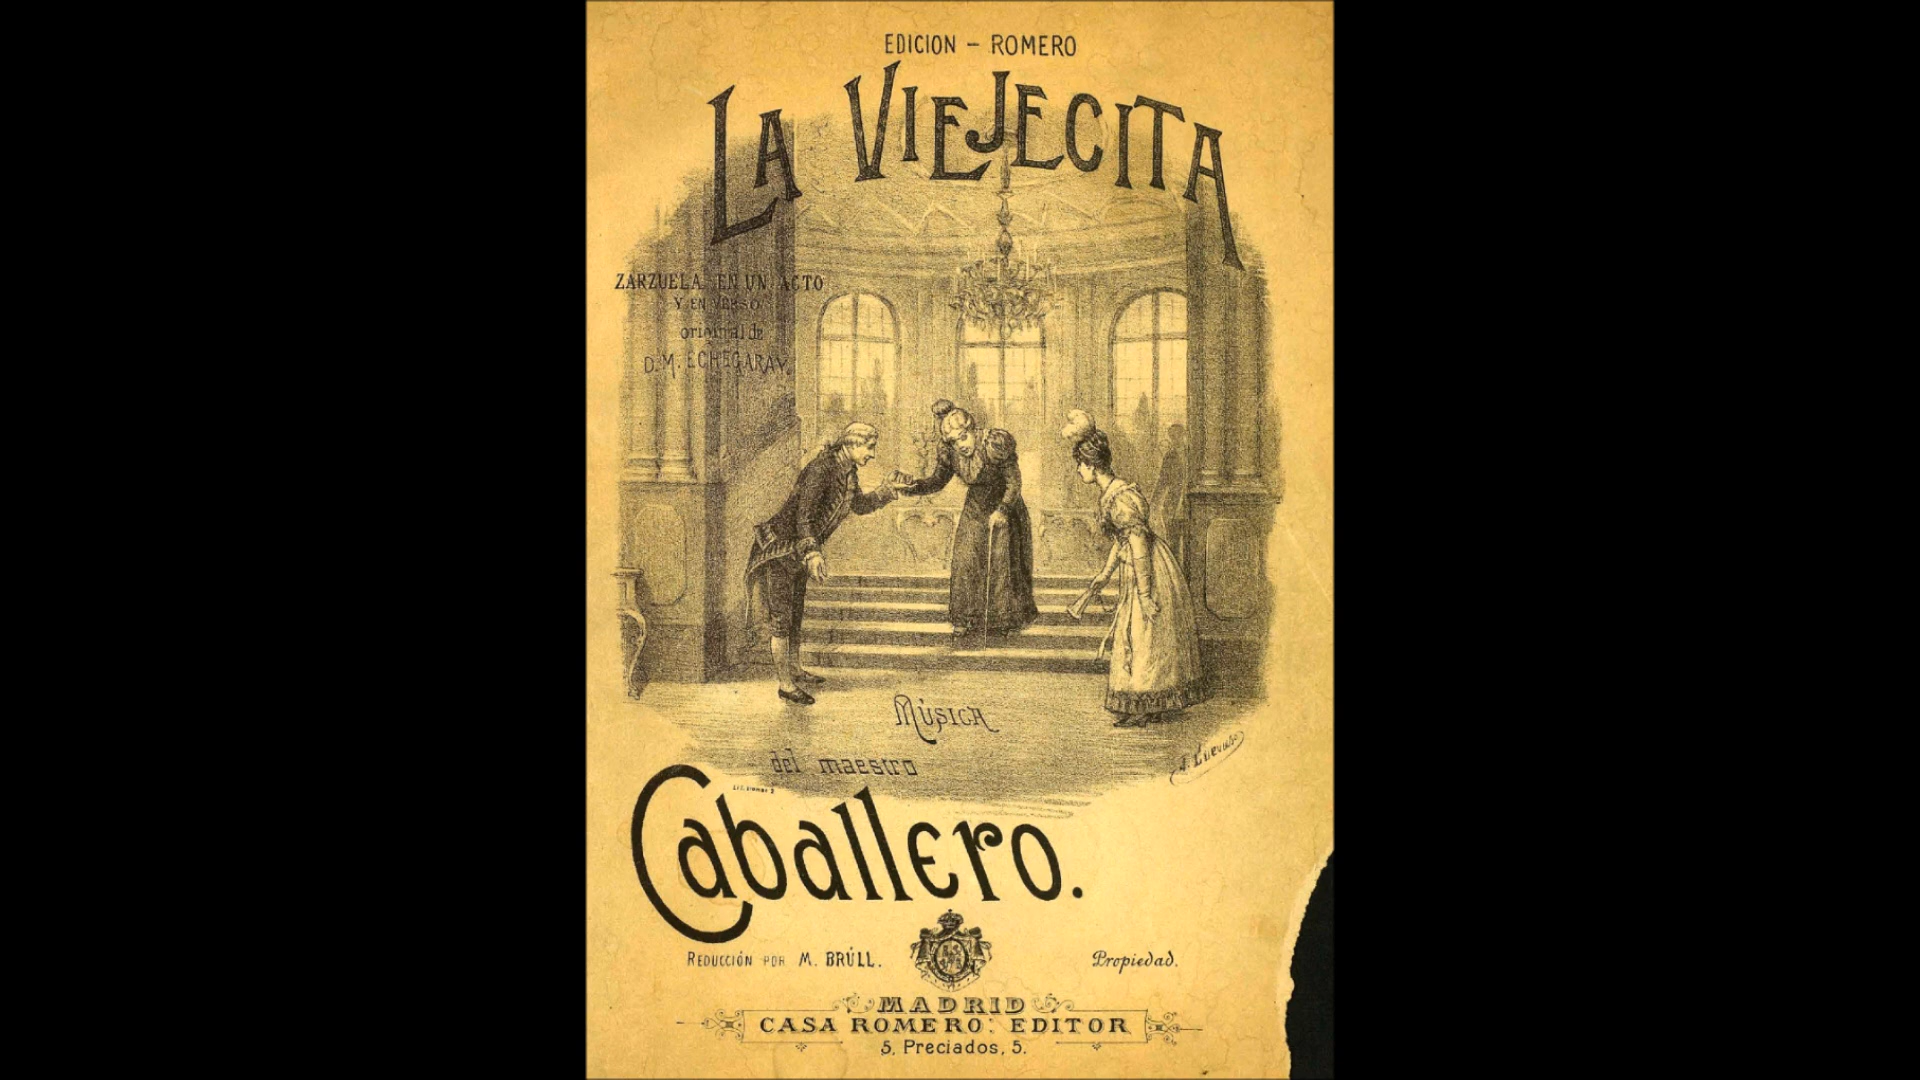 EDICION - ROMERO
LA VIEJECITA
ZARZUELA EN UN ACTO
Y EN VERSO
original de
D. M. ECHEGARAY.
MÚSICA
del maestro
Caballero.
REDUCCIÓN POR M. BRÚLL.
Propiedad.
MADRID
CASA ROMERO: EDITOR
5, Preciados, 5.